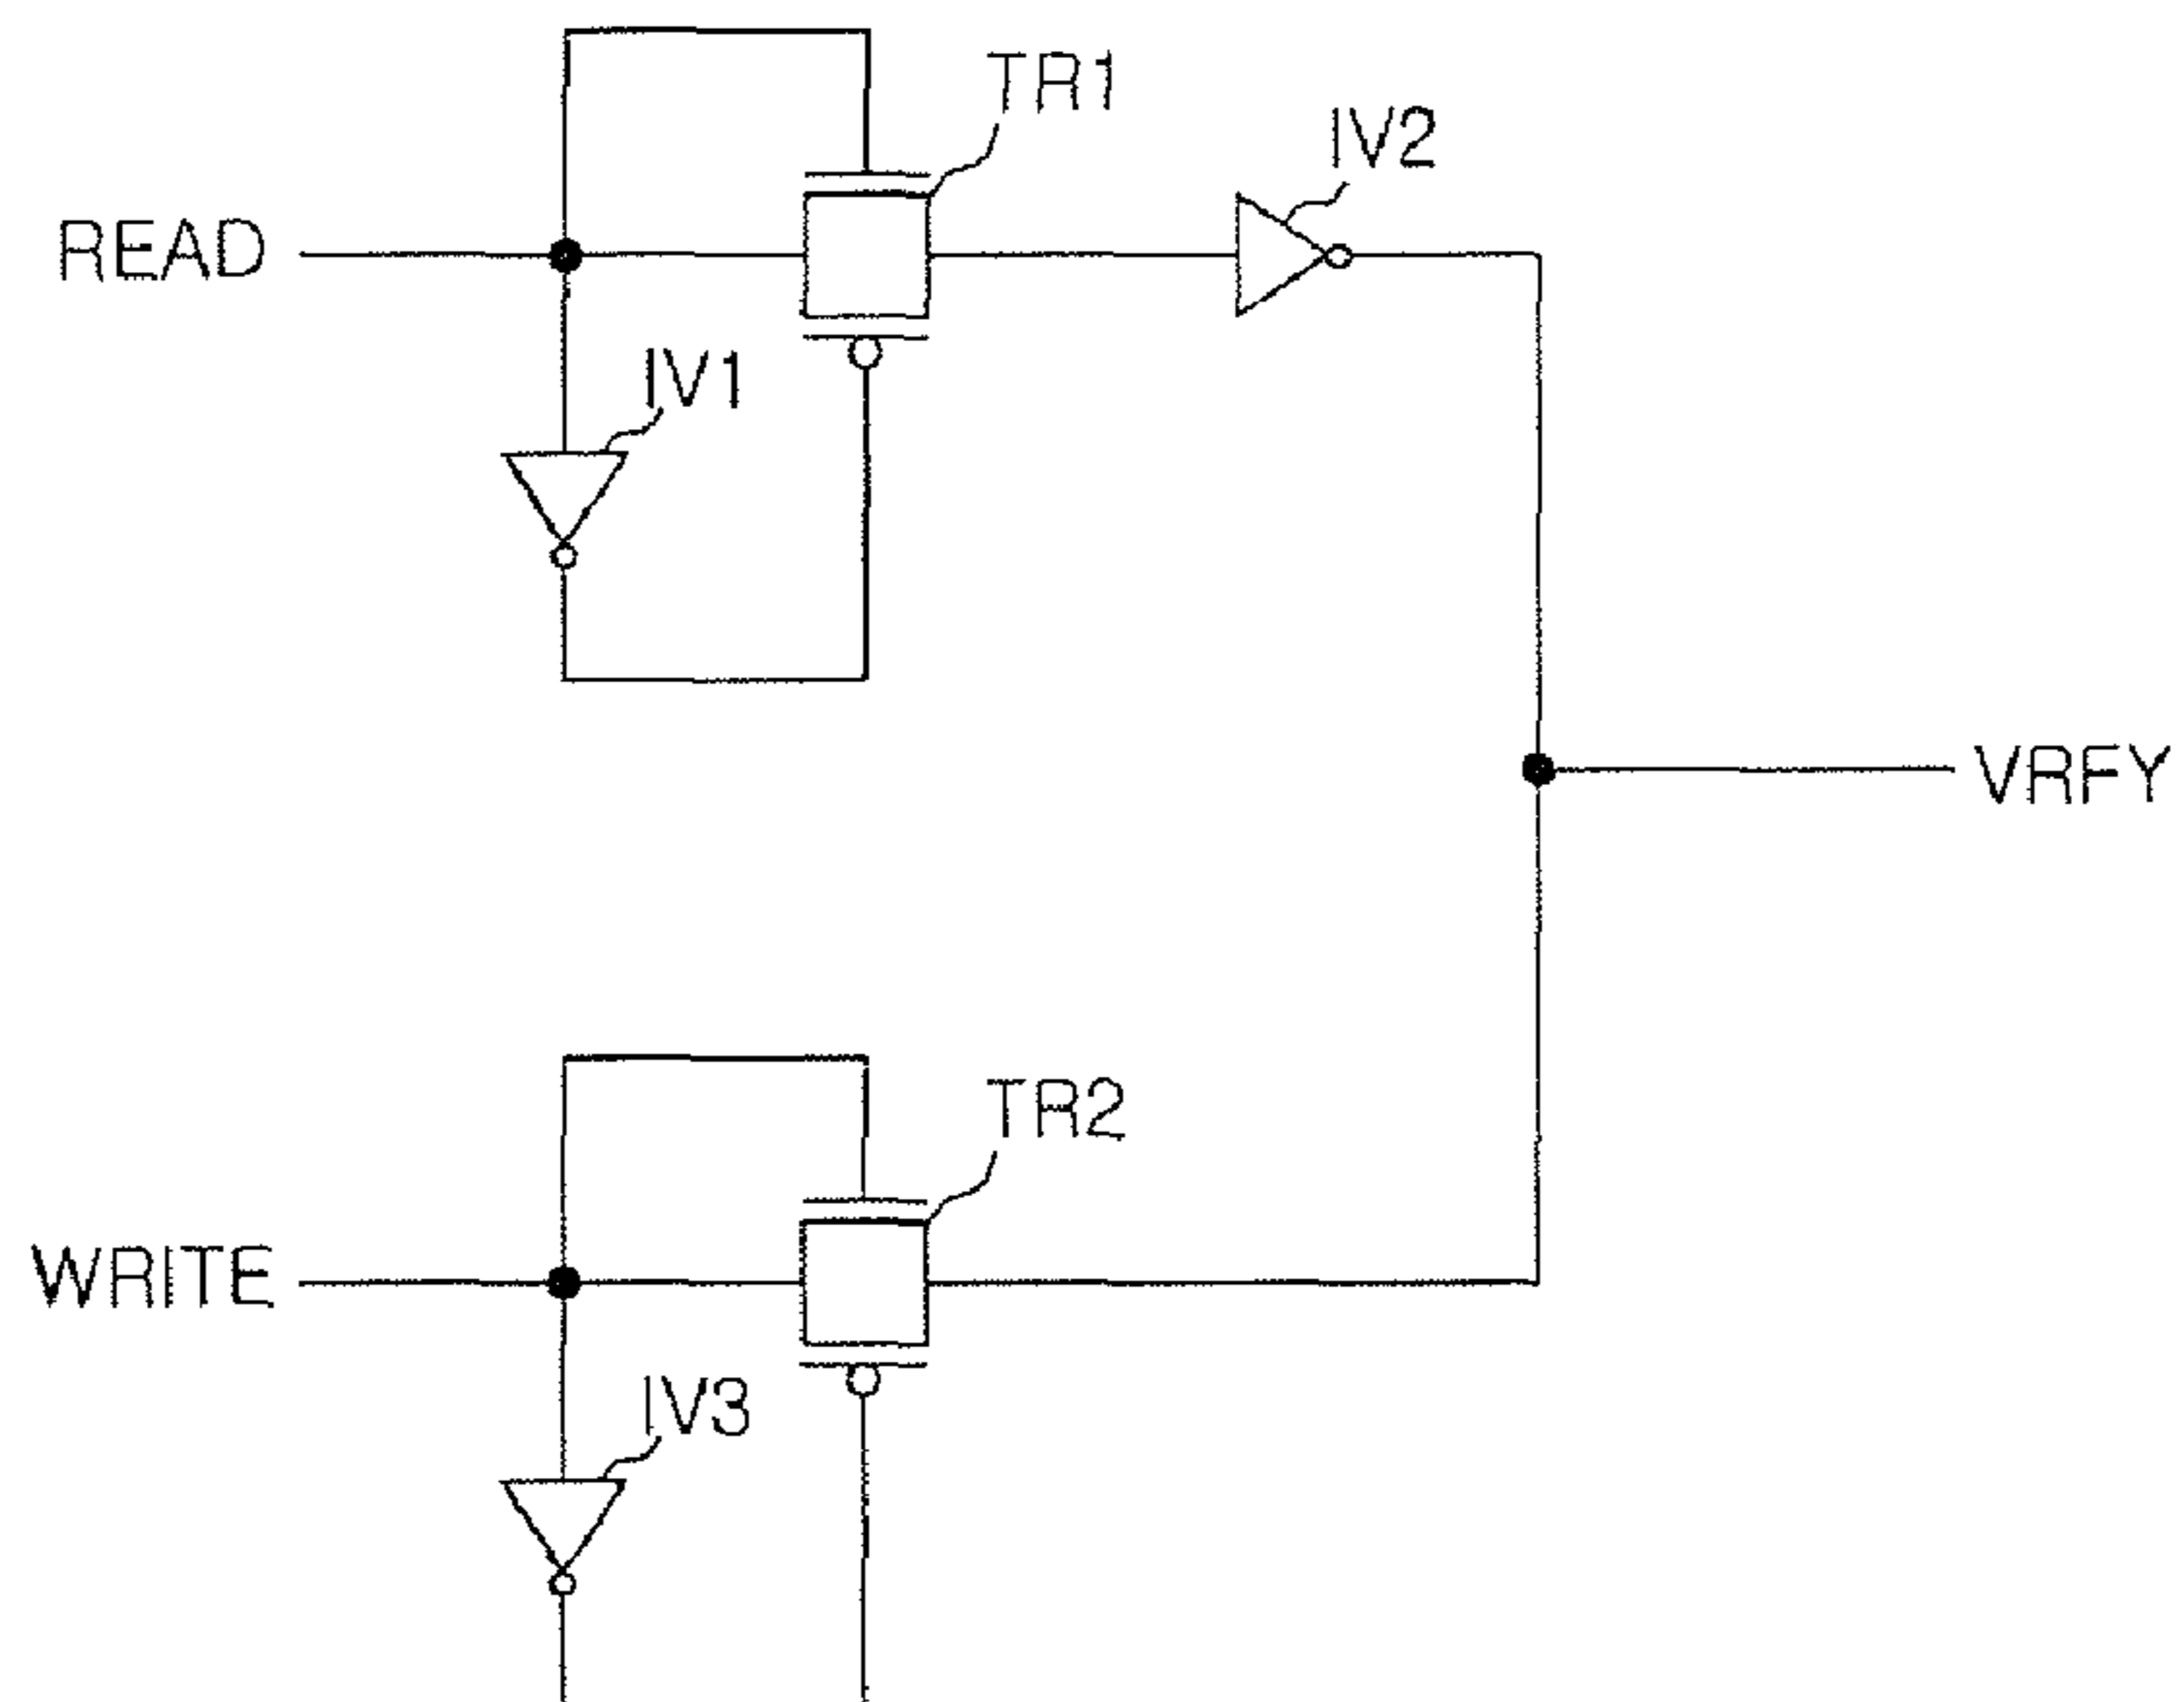 TR1
IV2
READ
IV1
VRFY
TR2
WRITE
IV3